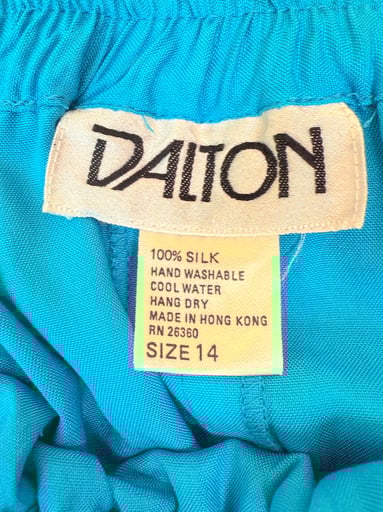 DALTON
100% SILK
HAND WASHABLE
COOL WATER
HANG DRY
MADE IN HONG KONG
RN 26360
SIZE 14